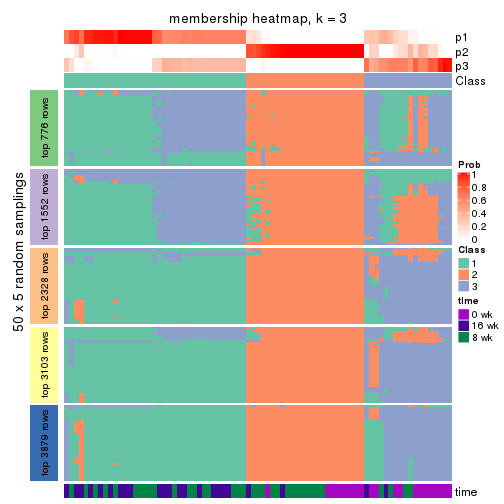 membership heatmap, k = 3
p1
p2
p3
Class
50 x 5 random samplings
top 776 rows
top 1552 rows
top 2328 rows
top 3103 rows
top 3879 rows
Prob
1
0.8
0.6
0.4
0.2
0
Class
1
2
3
time
0 wk
16 wk
8 wk
time